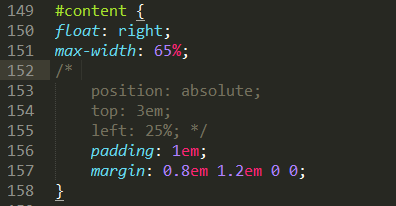 149 #content {
150 float: right;
151 max-width: 65%;
152 /*
153 position: absolute;
154 top: 3em;
155 left: 25%; */
156 padding: 1em;
157 margin: 0.8em 1.2em 0 0;
158 }